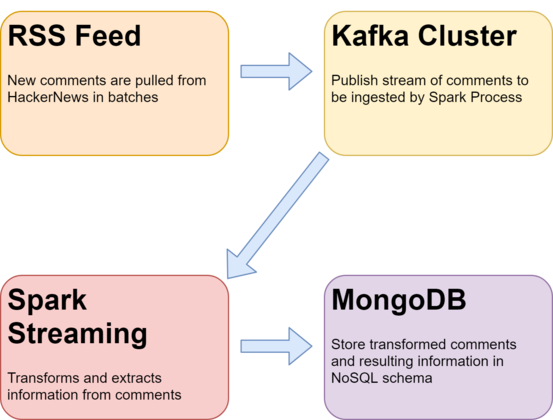 RSS Feed
New comments are pulled from
HackerNews in batches
Kafka Cluster
Publish stream of comments to
be ingested by Spark Process
Spark
Streaming
Transforms and extracts
information from comments
MongoDB
Store transformed comments
and resulting information in
NoSQL schema